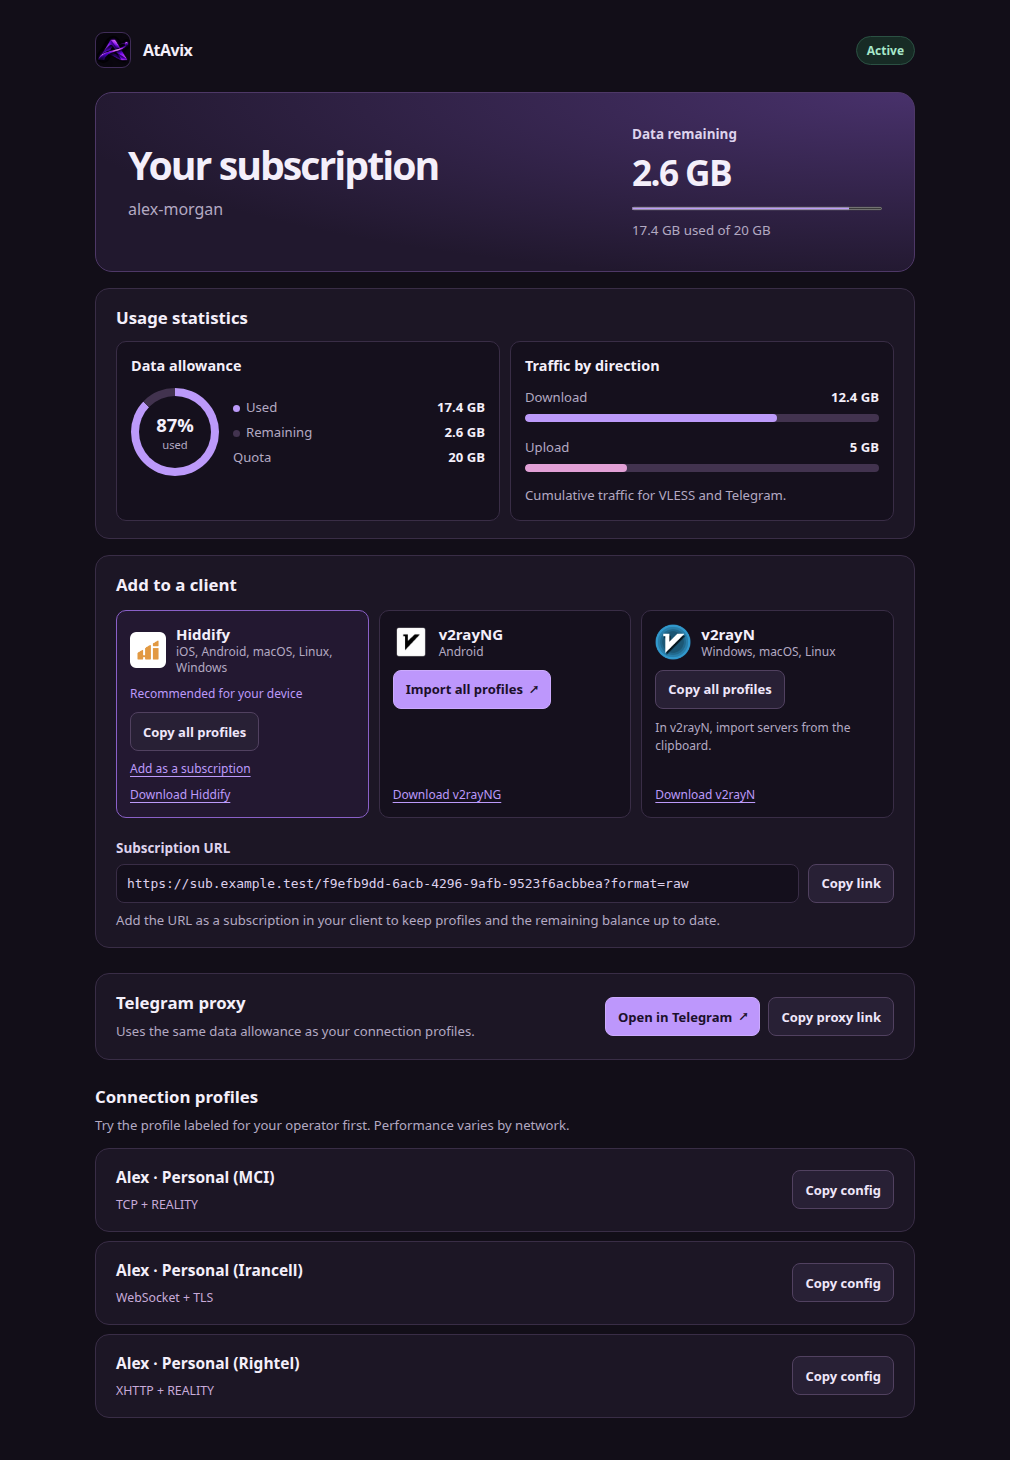 AtAvix
Active
Your subscription
alex-morgan
Data remaining
2.6 GB
17.4 GB used of 20 GB
Usage statistics
Data allowance
87%
used
Used 17.4 GB
Remaining 2.6 GB
Quota 20 GB
Traffic by direction
Download 12.4 GB
Upload 5 GB
Cumulative traffic for VLESS and Telegram.
Add to a client
Hiddify
iOS, Android, macOS, Linux,
Windows
Recommended for your device
Copy all profiles
Add as a subscription
Download Hiddify
v2rayNG
Android
Import all profiles ↗
Download v2rayNG
v2rayN
Windows, macOS, Linux
Copy all profiles
In v2rayN, import servers from the
clipboard.
Download v2rayN
Subscription URL
https://sub.example.test/f9efb9dd-6acb-4296-9afb-9523f6acbbea?format=raw
Copy link
Add the URL as a subscription in your client to keep profiles and the remaining balance up to date.
Telegram proxy
Uses the same data allowance as your connection profiles.
Open in Telegram ↗
Copy proxy link
Connection profiles
Try the profile labeled for your operator first. Performance varies by network.
Alex · Personal (MCI)
TCP + REALITY
Copy config
Alex · Personal (Irancell)
WebSocket + TLS
Copy config
Alex · Personal (Rightel)
XHTTP + REALITY
Copy config